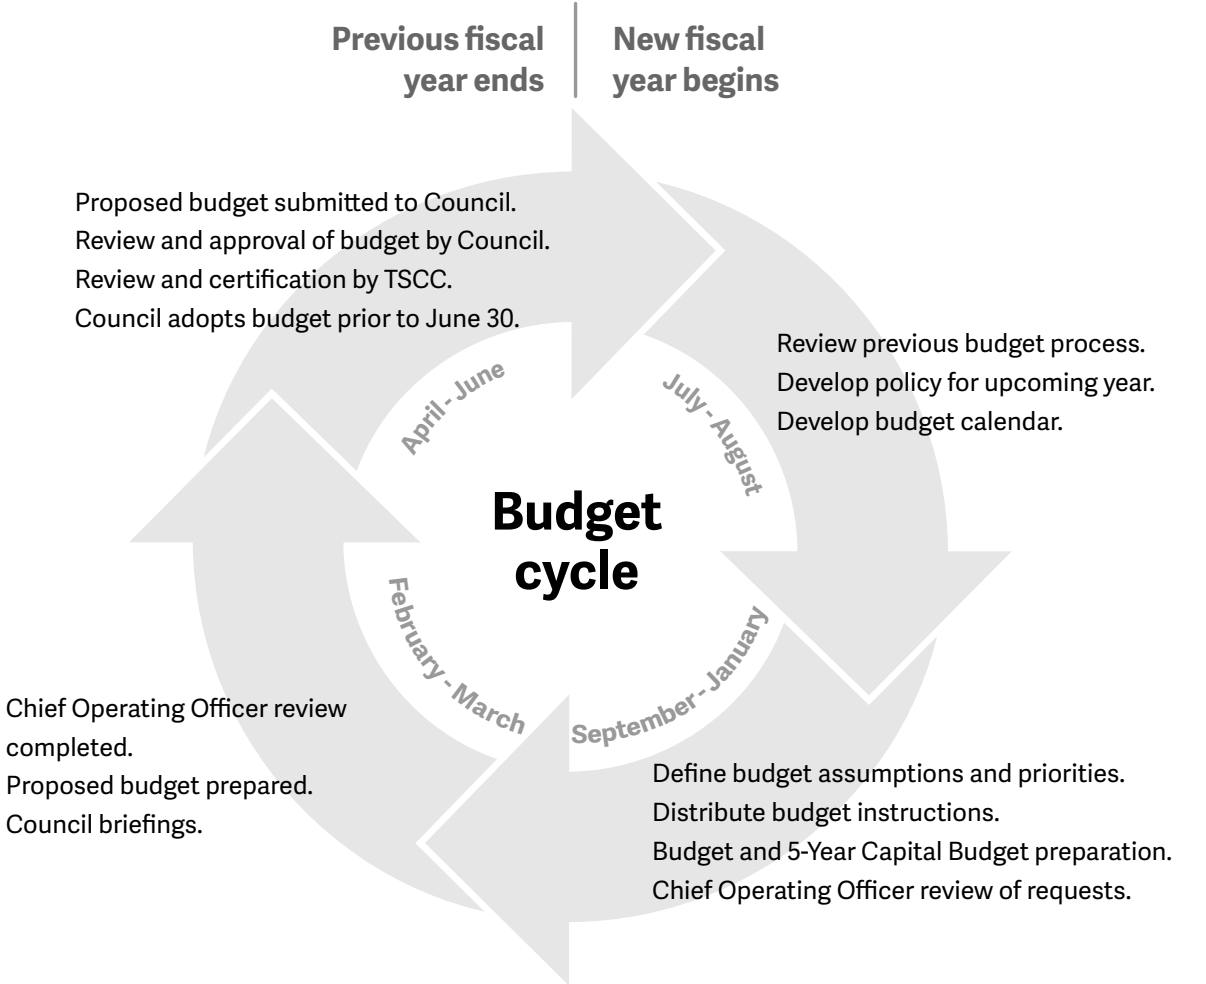 Previous fiscal
year ends
New fiscal
year begins
Proposed budget submitted to Council.
Review and approval of budget by Council.
Review and certification by TSCC.
Council adopts budget prior to June 30.
Review previous budget process.
Develop policy for upcoming year.
Develop budget calendar.
April - June
July - August
Budget
cycle
February - March
September - January
Chief Operating Officer review
completed.
Proposed budget prepared.
Council briefings.
Define budget assumptions and priorities.
Distribute budget instructions.
Budget and 5-Year Capital Budget preparation.
Chief Operating Officer review of requests.